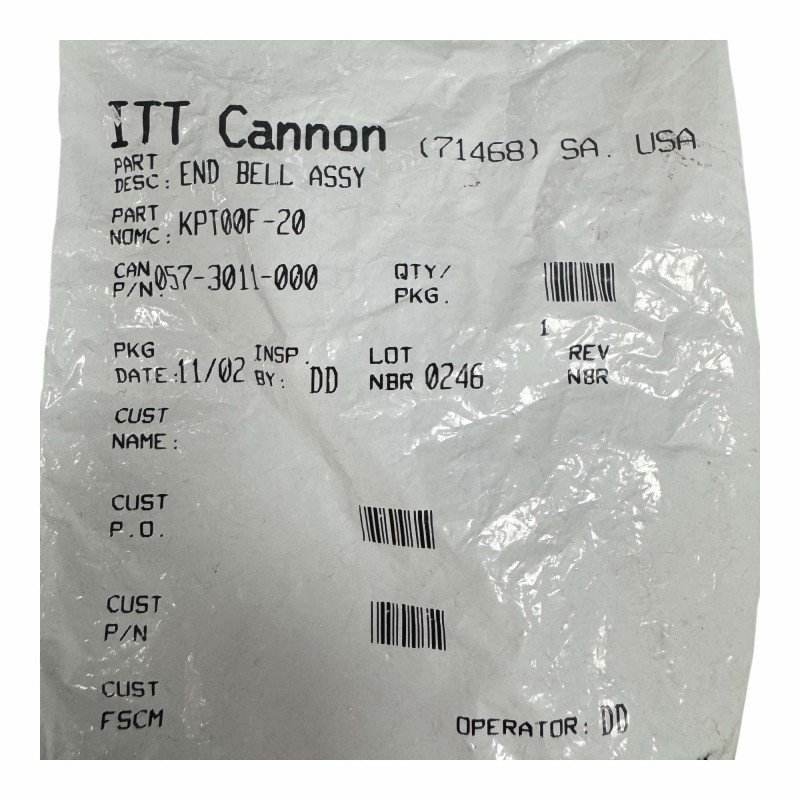 ITT Cannon (71468) SA. USA
PART DESC: END BELL ASSY
PART NOMC: KPT00F-20
CAN P/N. 057-3011-000 QTY/ PKG. 1
PKG DATE: 11/02 INSP. BY: DD LOT NBR 0246 REV NBR
CUST NAME:
CUST P.O.
CUST P/N
CUST FSCM
OPERATOR: DD